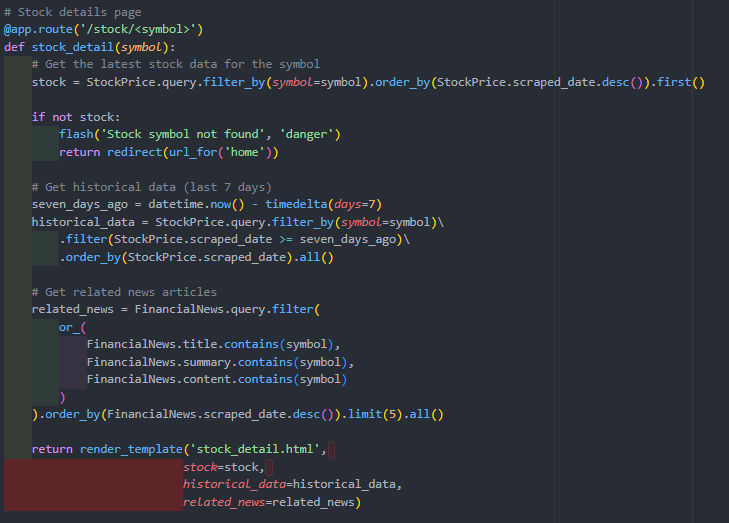 # Stock details page
@app.route('/stock/<symbol>')
def stock_detail(symbol):
    # Get the latest stock data for the symbol
    stock = StockPrice.query.filter_by(symbol=symbol).order_by(StockPrice.scraped_date.desc()).first()

    if not stock:
        flash('Stock symbol not found', 'danger')
        return redirect(url_for('home'))

    # Get historical data (last 7 days)
    seven_days_ago = datetime.now() - timedelta(days=7)
    historical_data = StockPrice.query.filter_by(symbol=symbol)\
        .filter(StockPrice.scraped_date >= seven_days_ago)\
        .order_by(StockPrice.scraped_date).all()

    # Get related news articles
    related_news = FinancialNews.query.filter(
        or_(
            FinancialNews.title.contains(symbol),
            FinancialNews.summary.contains(symbol),
            FinancialNews.content.contains(symbol)
        )
    ).order_by(FinancialNews.scraped_date.desc()).limit(5).all()

    return render_template('stock_detail.html',
                          stock=stock,
                          historical_data=historical_data,
                          related_news=related_news)